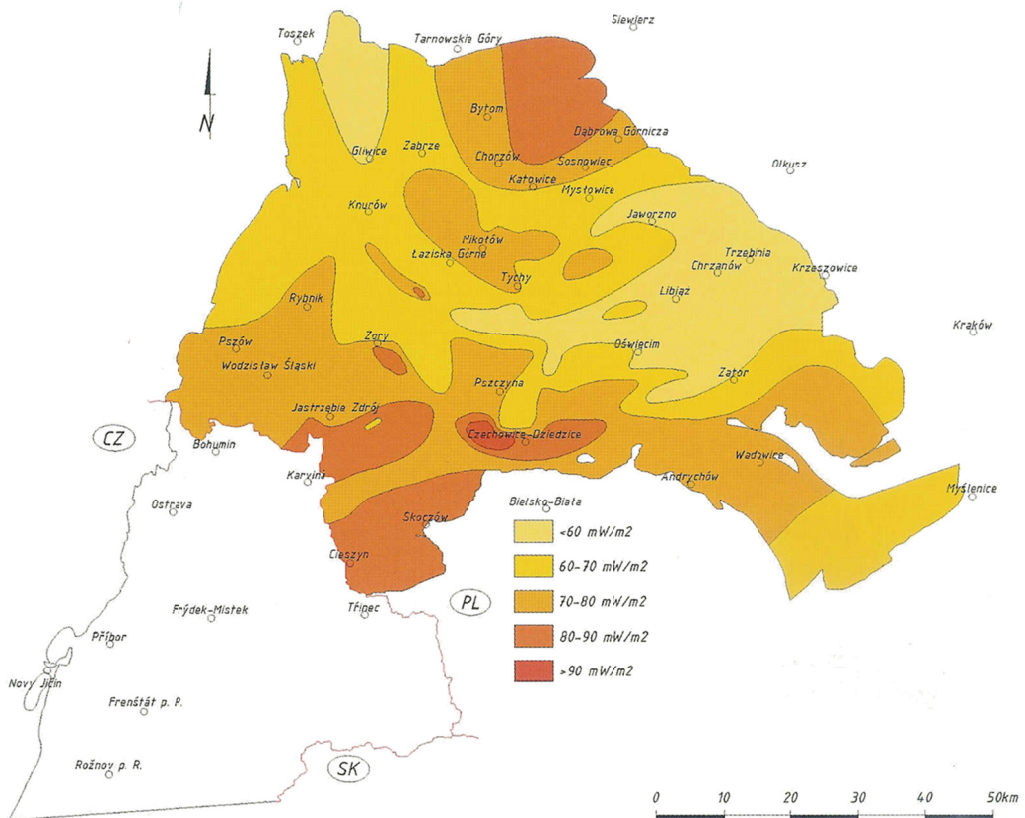 Siewierz
Toszek
Tarnowskie Góry
N
Bytom
Dąbrowa Górnicza
Gliwice
Zabrze
Chorzów
Sosnowiec
Olkusz
Katowice
Mysłowice
Knurów
Jaworzno
Mikołów
Łaziska Górne
Trzebinia
Chrzanów
Krzeszowice
Tychy
Libiąż
Rybnik
Kraków
Pszów
Żory
Oświęcim
Wodzisław Śląski
Zator
Pszczyna
Jastrzębie Zdrój
CZ
Bohumin
Czechowice-Dziedzice
Wadowice
Karviná
Andrychów
Myślenice
Ostrava
Bielsko-Biała
Skoczów
<60 mW/m2
Cieszyn
60-70 mW/m2
PL
70-80 mW/m2
Frýdek-Místek
Třinec
Příbor
80-90 mW/m2
>90 mW/m2
Nový Jičín
Frenštát p. R.
Rožnov p. R.
SK
0 10 20 30 40 50km